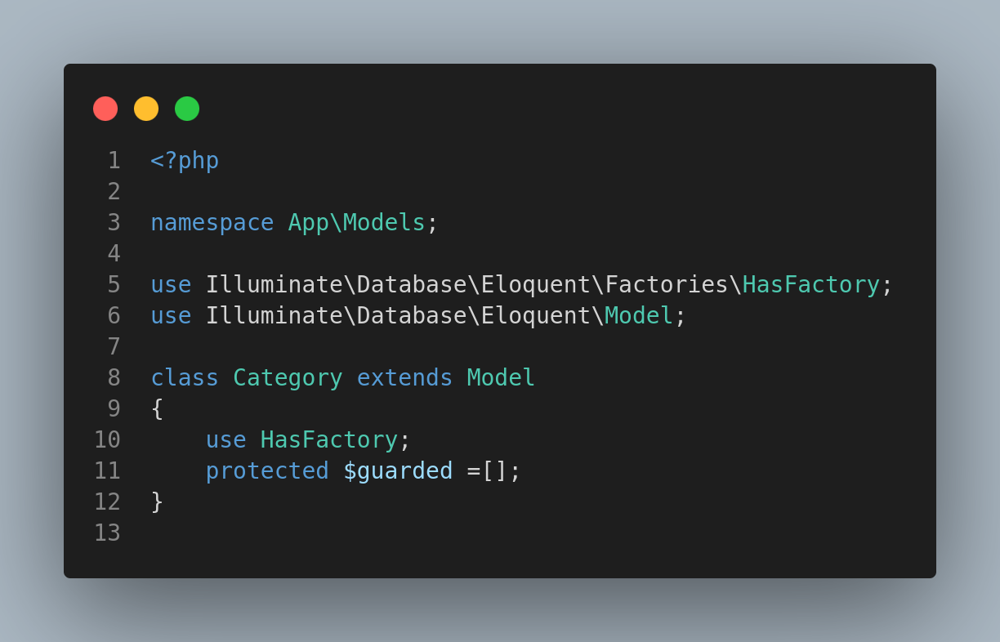 1 <?php
2
3 namespace App\Models;
4
5 use Illuminate\Database\Eloquent\Factories\HasFactory;
6 use Illuminate\Database\Eloquent\Model;
7
8 class Category extends Model
9 {
10     use HasFactory;
11     protected $guarded =[];
12 }
13